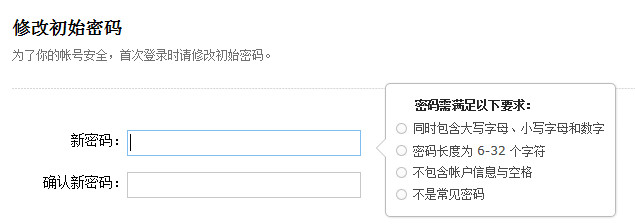 修改初始密码
为了你的帐号安全，首次登录时请修改初始密码。
密码需满足以下要求：
新密码：
同时包含大写字母、小写字母和数字
密码长度为 6-32 个字符
不包含帐户信息与空格
确认新密码：
不是常见密码